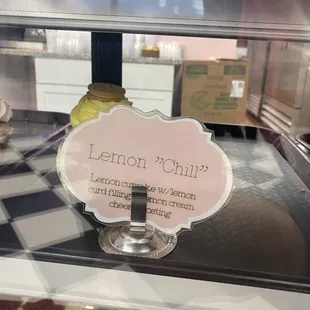 Lemon "Chill"
Lemon cupcake w/lemon
curd filling lemon cream
cheese frosting